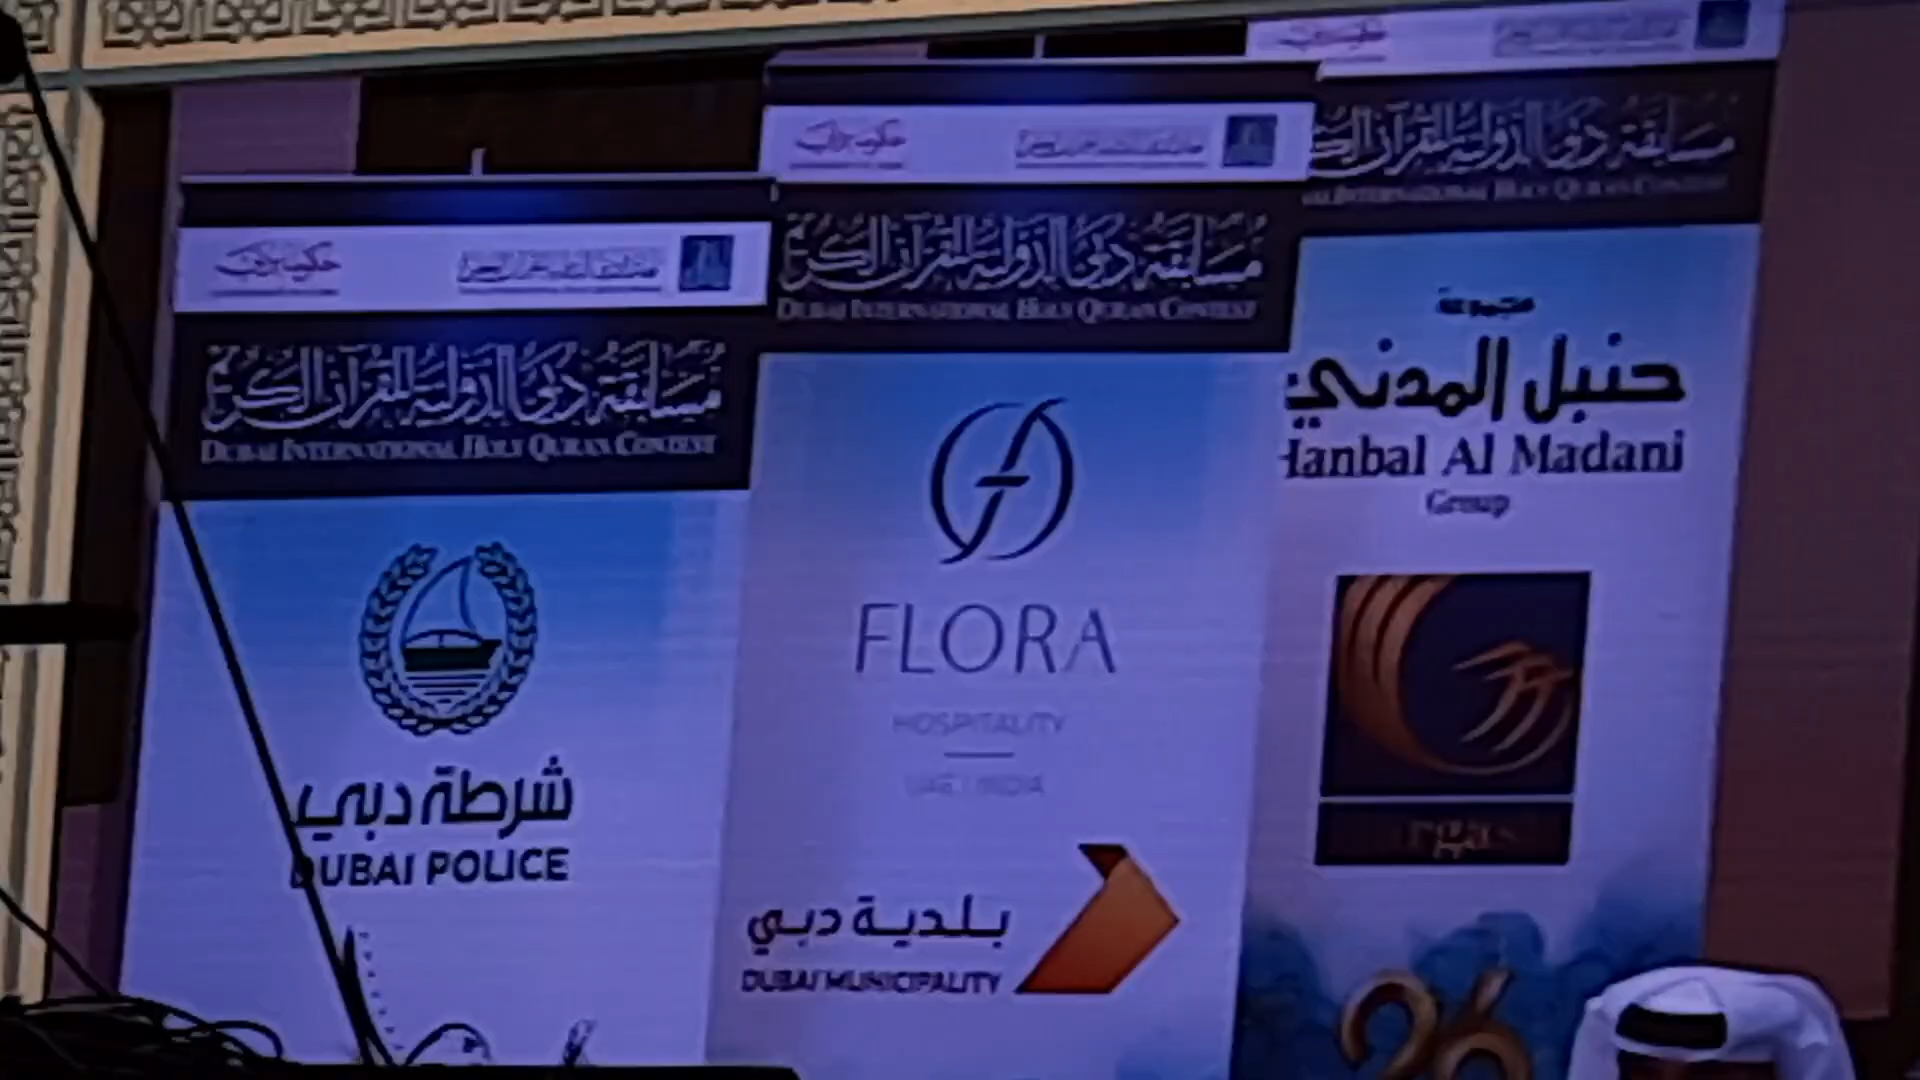 مسابقة دبي الدولية للقرآن الكريم
DUBAI INTERNATIONAL HOLY QURAN CONTEST
شرطة دبي
DUBAI POLICE
مسابقة دبي الدولية للقرآن الكريم
DUBAI INTERNATIONAL HOLY QURAN CONTEST
FLORA
HOSPITALITY
UAE | INDIA
بلدية دبي
DUBAI MUNICIPALITY
مسابقة دبي الدولية للقرآن الكريم
INTERNATIONAL HOLY QURAN CONTEST
مجموعة
حنبل المدني
Hanbal Al Madani
Group
26